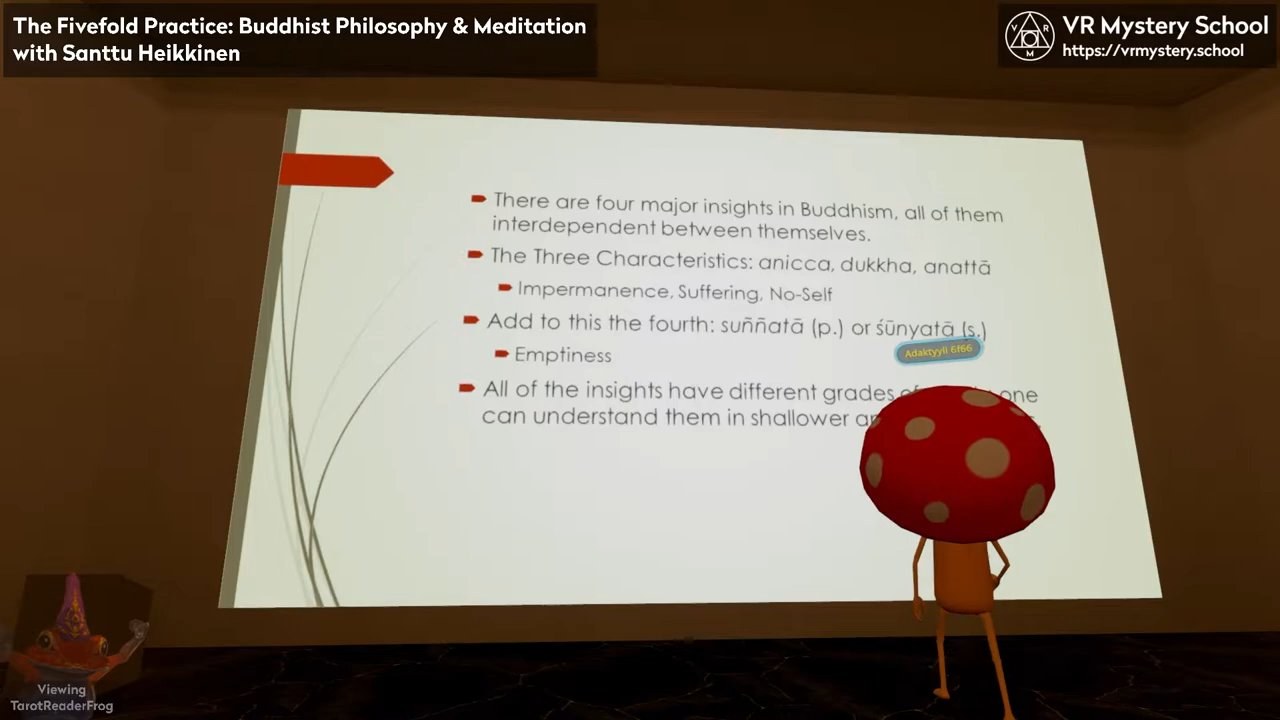 The Fivefold Practice: Buddhist Philosophy & Meditation
with Santtu Heikkinen
VR Mystery School
https://vrmystery.school
V R
M
There are four major insights in Buddhism, all of them
interdependent between themselves.
The Three Characteristics: anicca, dukkha, anattā
Impermanence, Suffering, No-Self
Add to this the fourth: suññatā (p.) or śūnyatā (s.)
Adaktyyli 6f66
Emptiness
All of the insights have different grades one
can understand them in shallower
Viewing
TarotReaderFrog